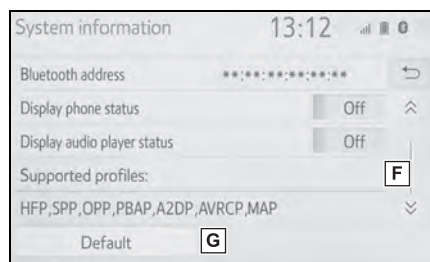 System information 13:12
Bluetooth address **:**:**:**:**:**
Display phone status Off
Display audio player status Off
Supported profiles:
F
HFP,SPP,OPP,PBAP,A2DP,AVRCP,MAP
Default G